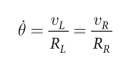 θ̇ = v_L / R_L = v_R / R_R